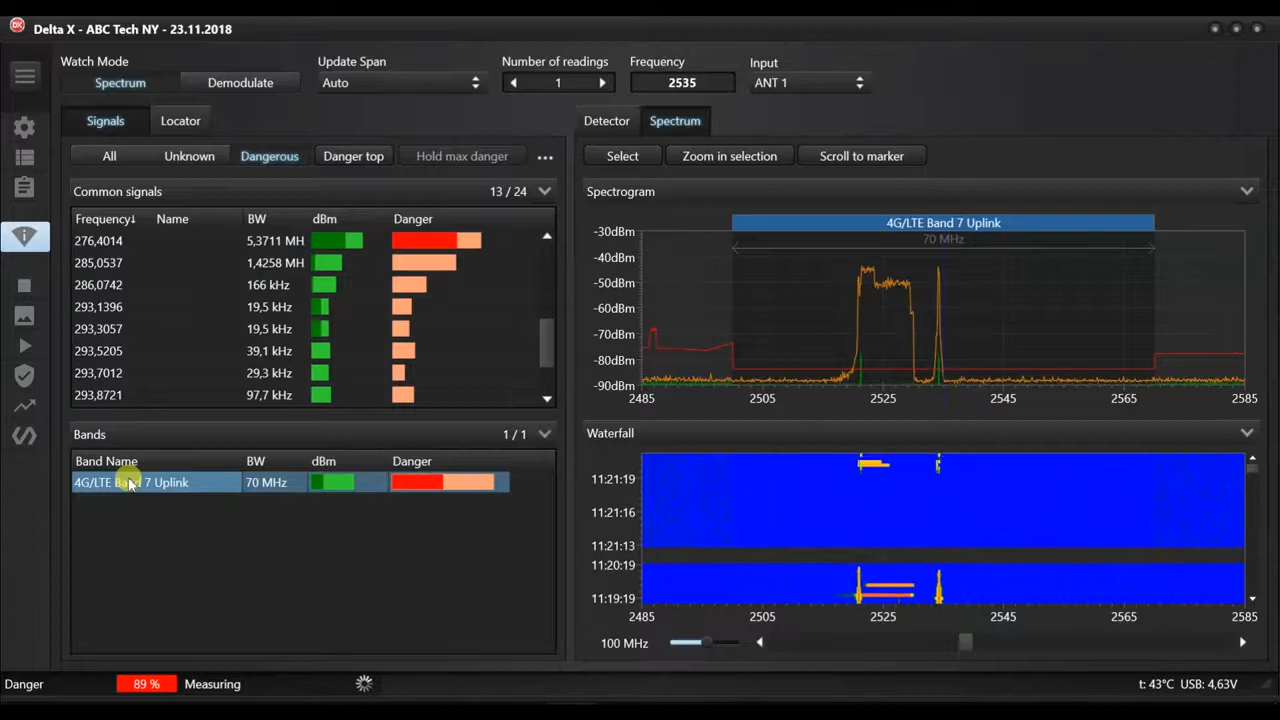 DX Delta X - ABC Tech NY - 23.11.2018
Watch Mode Update Span Number of readings Frequency Input
Spectrum Demodulate Auto 1 2535 ANT 1
Signals Locator
All Unknown Dangerous Danger top Hold max danger ...
Common signals 13 / 24
Frequency↓ Name BW dBm Danger
276,4014 5,3711 MH
285,0537 1,4258 MH
286,0742 166 kHz
293,1396 19,5 kHz
293,3057 19,5 kHz
293,5205 39,1 kHz
293,7012 29,3 kHz
293,8721 97,7 kHz
Bands 1 / 1
Band Name BW dBm Danger
4G/LTE Band 7 Uplink 70 MHz
Detector Spectrum
Select Zoom in selection Scroll to marker
Spectrogram
4G/LTE Band 7 Uplink
70 MHz
-30dBm
-40dBm
-50dBm
-60dBm
-70dBm
-80dBm
-90dBm
2485 2505 2525 2545 2565 2585
Waterfall
11:21:19
11:21:16
11:21:13
11:20:19
11:19:19
2485 2505 2525 2545 2565 2585
100 MHz
Danger 89 % Measuring t: 43°C USB: 4,63V